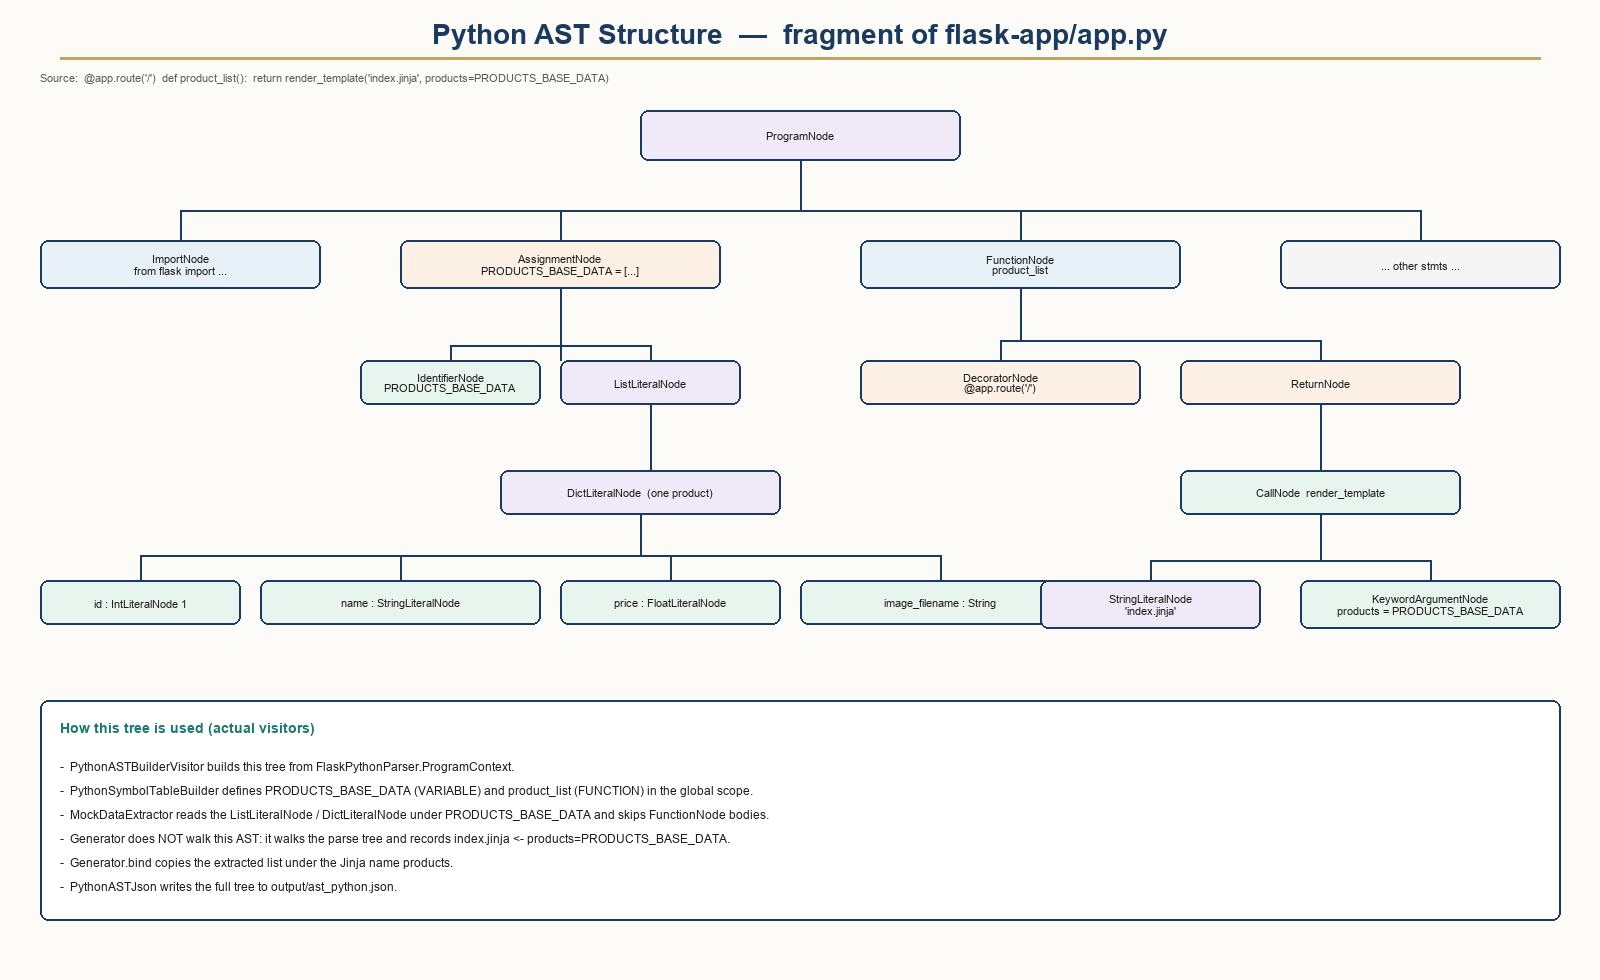 Python AST Structure — fragment of flask-app/app.py
Source: @app.route('/') def product_list(): return render_template('index.jinja', products=PRODUCTS_BASE_DATA)
ProgramNode
ImportNode
from flask import ...
AssignmentNode
PRODUCTS_BASE_DATA = [...]
FunctionNode
product_list
... other stmts ...
IdentifierNode
PRODUCTS_BASE_DATA
ListLiteralNode
DecoratorNode
@app.route('/')
ReturnNode
DictLiteralNode (one product)
CallNode render_template
id : IntLiteralNode 1
name : StringLiteralNode
price : FloatLiteralNode
image_filename : String
StringLiteralNode
'index.jinja'
KeywordArgumentNode
products = PRODUCTS_BASE_DATA
How this tree is used (actual visitors)
- PythonASTBuilderVisitor builds this tree from FlaskPythonParser.ProgramContext.
- PythonSymbolTableBuilder defines PRODUCTS_BASE_DATA (VARIABLE) and product_list (FUNCTION) in the global scope.
- MockDataExtractor reads the ListLiteralNode / DictLiteralNode under PRODUCTS_BASE_DATA and skips FunctionNode bodies.
- Generator does NOT walk this AST: it walks the parse tree and records index.jinja <- products=PRODUCTS_BASE_DATA.
- Generator.bind copies the extracted list under the Jinja name products.
- PythonASTJson writes the full tree to output/ast_python.json.